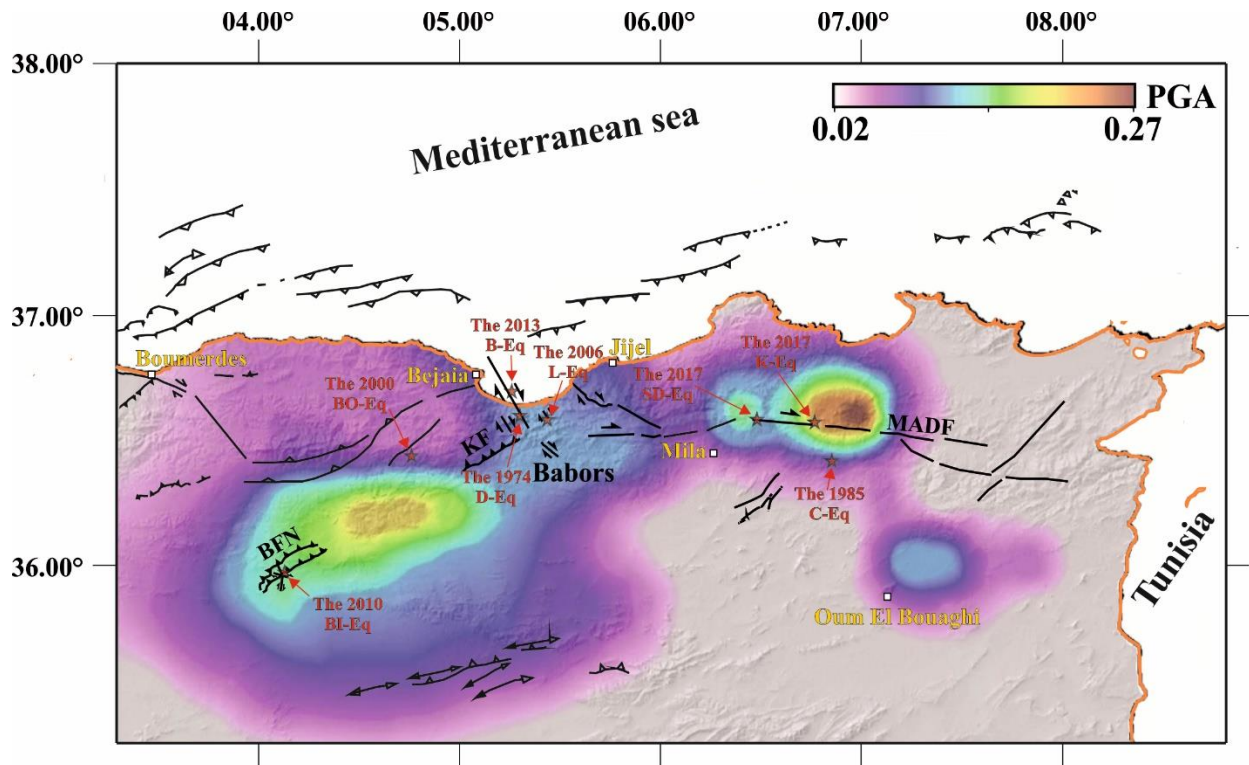 04.00° 05.00° 06.00° 07.00° 08.00°
38.00°
PGA
0.02 0.27
Mediterranean sea
37.00°
The 2013
B-Eq
The 2006
L-Eq
Jijel
The 2017
K-Eq
Boumerdes
Bejaia
The 2017
SD-Eq
The 2000
BO-Eq
KF
MADF
Mila
Babors
The 1974
D-Eq
The 1985
C-Eq
BFN
36.00°
Tunisia
The 2010
BI-Eq
Oum El Bouaghi